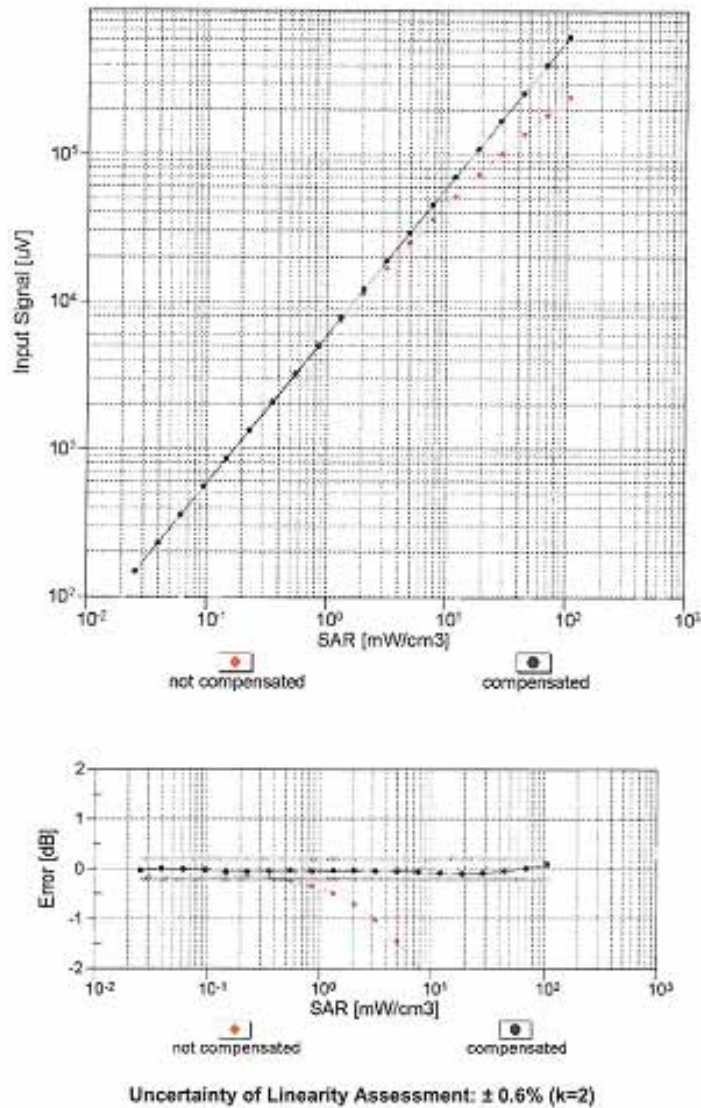 10⁵
10⁴
10³
10²
Input Signal [uV]
10⁻² 10⁻¹ 10⁰ 10¹ 10² 10³
SAR [mW/cm3]
not compensated compensated
2
1
0
-1
-2
Error [dB]
10⁻² 10⁻¹ 10⁰ 10¹ 10² 10³
SAR [mW/cm3]
not compensated compensated
Uncertainty of Linearity Assessment: ± 0.6% (k=2)